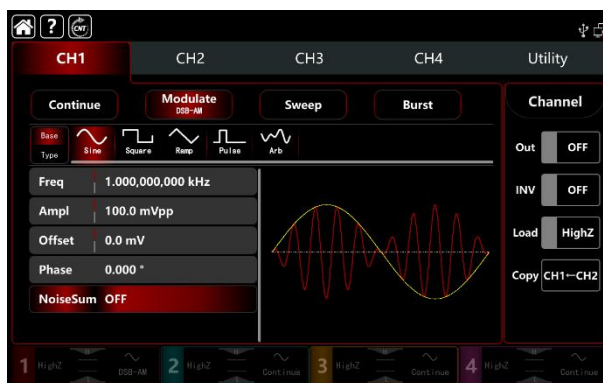 ? CNT
CH1 CH2 CH3 CH4 Utility
Continue Modulate Sweep Burst Channel
DSB-AM
Base
Type Sine Square Ramp Pulse Arb
Out OFF
Freq 1.000,000,000 kHz
INV OFF
Ampl 100.0 mVpp
Offset 0.0 mV
Load HighZ
Phase 0.000 °
Copy CH1←CH2
NoiseSum OFF
1 HighZ DSB-AM 2 HighZ Continue 3 HighZ Continue 4 HighZ